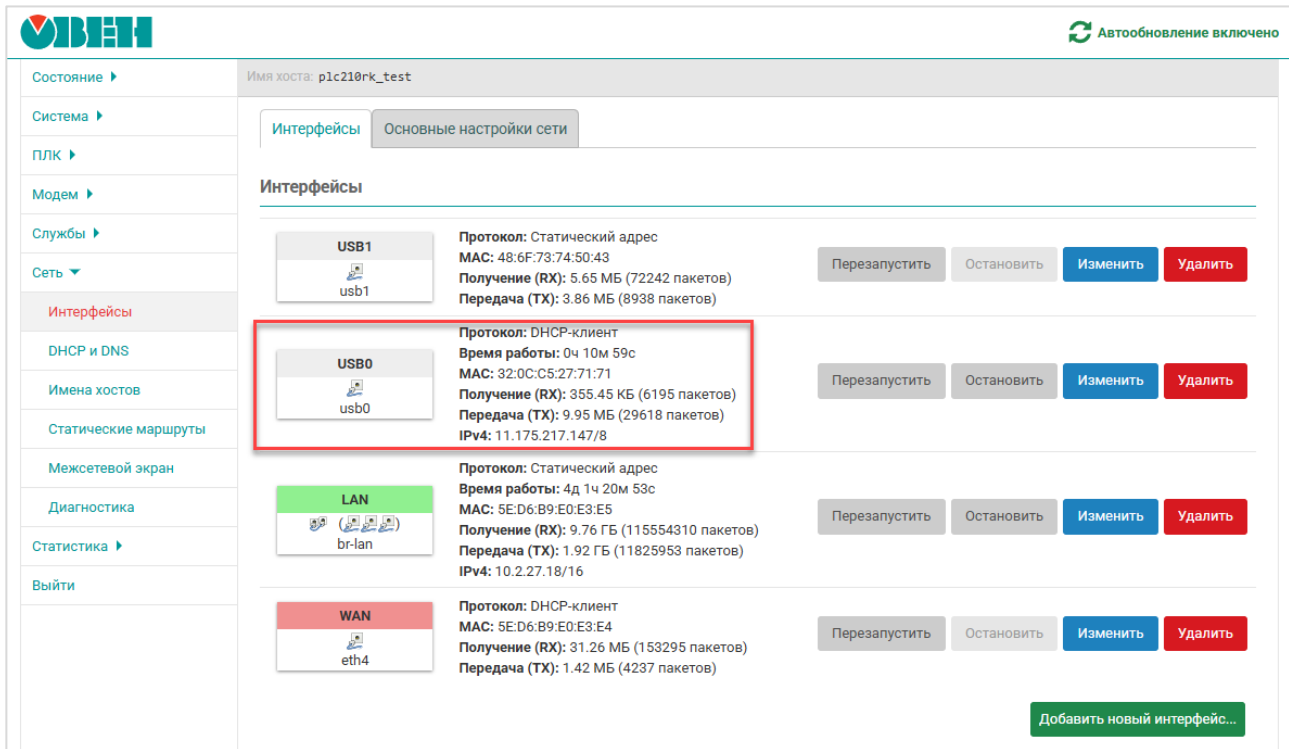 ОВЕН
Автообновление включено
Состояние
Имя хоста: plc210rk_test
Система
ПЛК
Модем
Службы
Сеть
Интерфейсы
DHCP и DNS
Имена хостов
Статические маршруты
Межсетевой экран
Диагностика
Статистика
Выйти
Интерфейсы Основные настройки сети
Интерфейсы
USB1
usb1
Протокол: Статический адрес
MAC: 48:6F:73:74:50:43
Получение (RX): 5.65 МБ (72242 пакетов)
Передача (TX): 3.86 МБ (8938 пакетов)
Перезапустить Остановить Изменить Удалить
USB0
usb0
Протокол: DHCP-клиент
Время работы: 0ч 10м 59с
MAC: 32:0C:C5:27:71:71
Получение (RX): 355.45 КБ (6195 пакетов)
Передача (TX): 9.95 МБ (29618 пакетов)
IPv4: 11.175.217.147/8
Перезапустить Остановить Изменить Удалить
LAN
br-lan
Протокол: Статический адрес
Время работы: 4д 1ч 20м 53с
MAC: 5E:D6:B9:E0:E3:E5
Получение (RX): 9.76 ГБ (115554310 пакетов)
Передача (TX): 1.92 ГБ (11825953 пакетов)
IPv4: 10.2.27.18/16
Перезапустить Остановить Изменить Удалить
WAN
eth4
Протокол: DHCP-клиент
MAC: 5E:D6:B9:E0:E3:E4
Получение (RX): 31.26 МБ (153295 пакетов)
Передача (TX): 1.42 МБ (4237 пакетов)
Перезапустить Остановить Изменить Удалить
Добавить новый интерфейс...